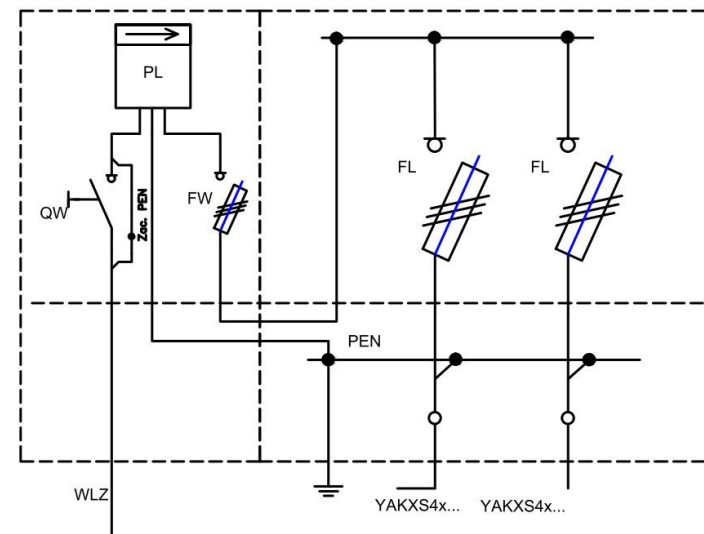 PL
FL
FL
QW
Zac. PEN
FW
PEN
WLZ
YAKXS4x...
YAKXS4x...